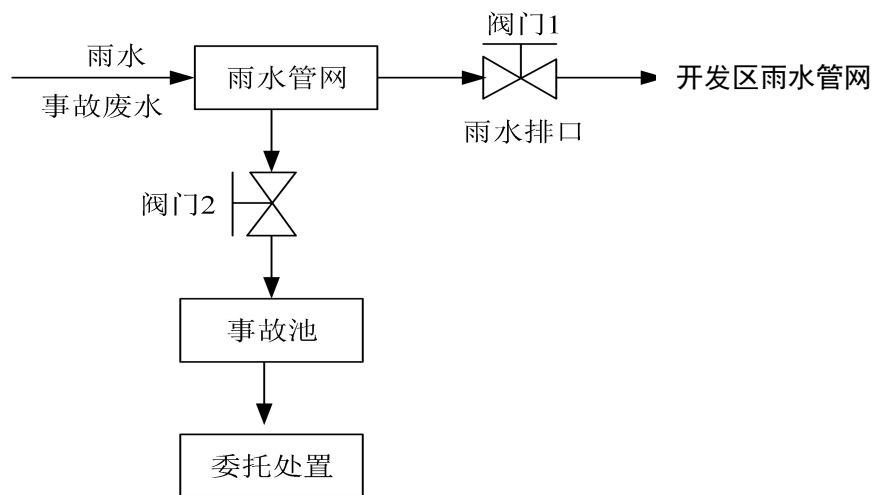 阀门1
雨水
雨水管网
开发区雨水管网
事故废水
雨水排口
阀门2
事故池
委托处置